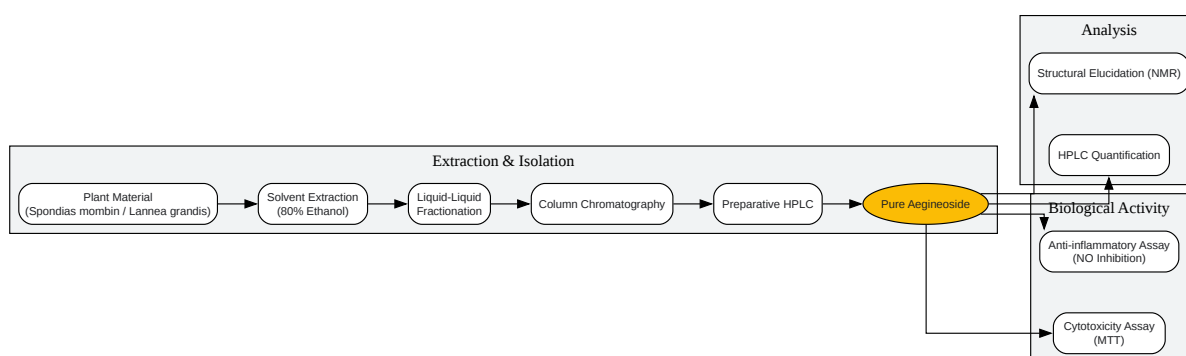 Analysis
Structural Elucidation (NMR)
HPLC Quantification
Extraction & Isolation
Plant Material
(Spondias mombin / Lannea grandis)
Solvent Extraction
(80% Ethanol)
Liquid-Liquid
Fractionation
Column Chromatography
Preparative HPLC
Pure Aegineoside
Biological Activity
Anti-inflammatory Assay
(NO Inhibition)
Cytotoxicity Assay
(MTT)